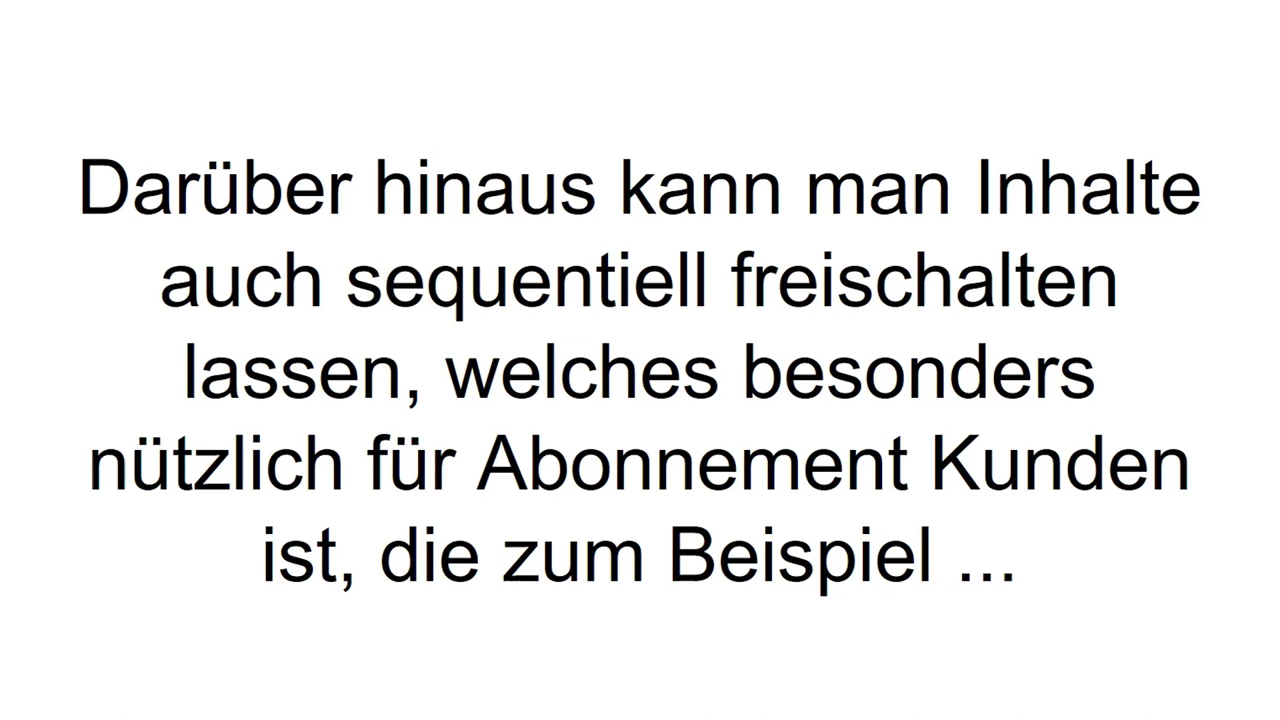 Darüber hinaus kann man Inhalte
auch sequentiell freischalten
lassen, welches besonders
nützlich für Abonnement Kunden
ist, die zum Beispiel ...